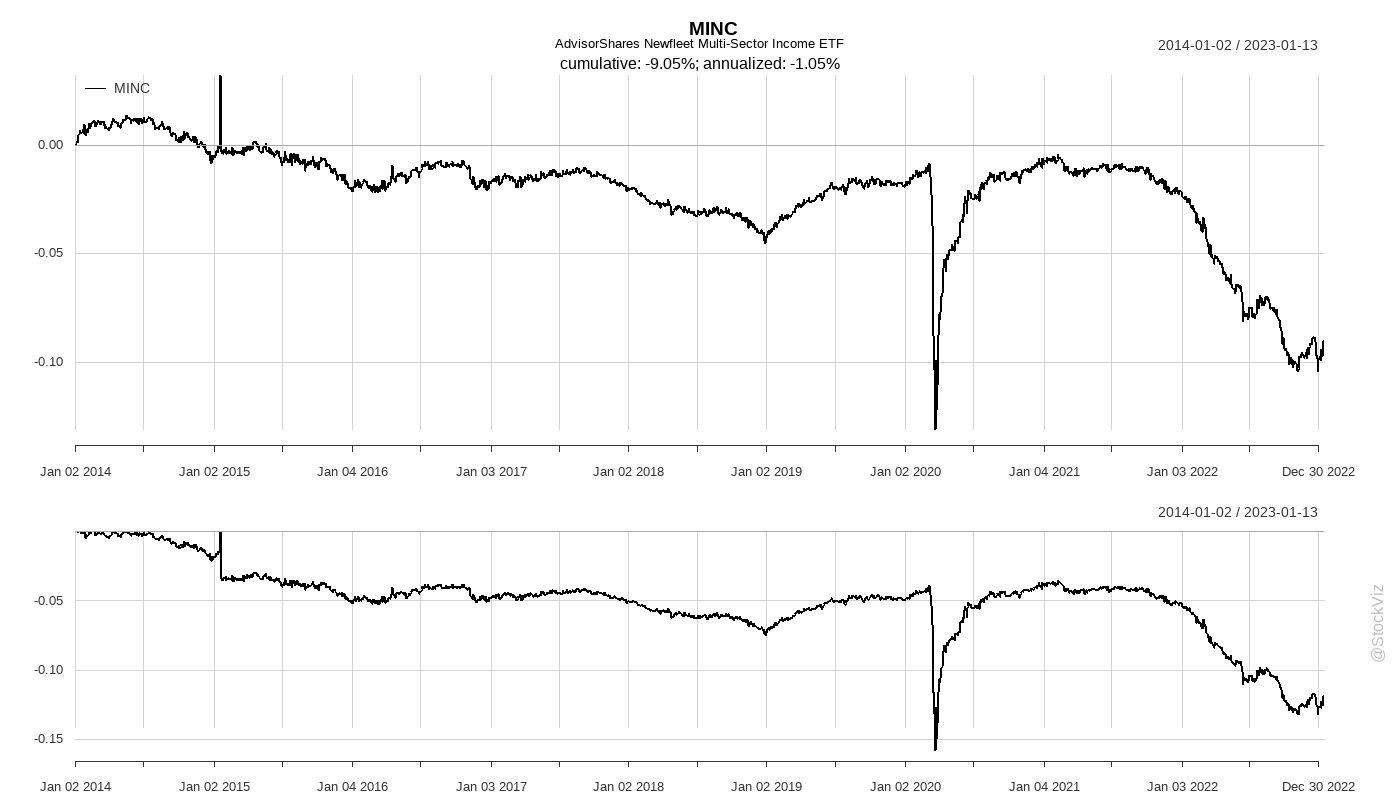 MINC
AdvisorShares Newfleet Multi-Sector Income ETF
2014-01-02 / 2023-01-13
cumulative: -9.05%; annualized: -1.05%
MINC
0.00
-0.05
-0.10
Jan 02 2014 Jan 02 2015 Jan 04 2016 Jan 03 2017 Jan 02 2018 Jan 02 2019 Jan 02 2020 Jan 04 2021 Jan 03 2022 Dec 30 2022
2014-01-02 / 2023-01-13
-0.05
-0.10
-0.15
Jan 02 2014 Jan 02 2015 Jan 04 2016 Jan 03 2017 Jan 02 2018 Jan 02 2019 Jan 02 2020 Jan 04 2021 Jan 03 2022 Dec 30 2022
@StockViz